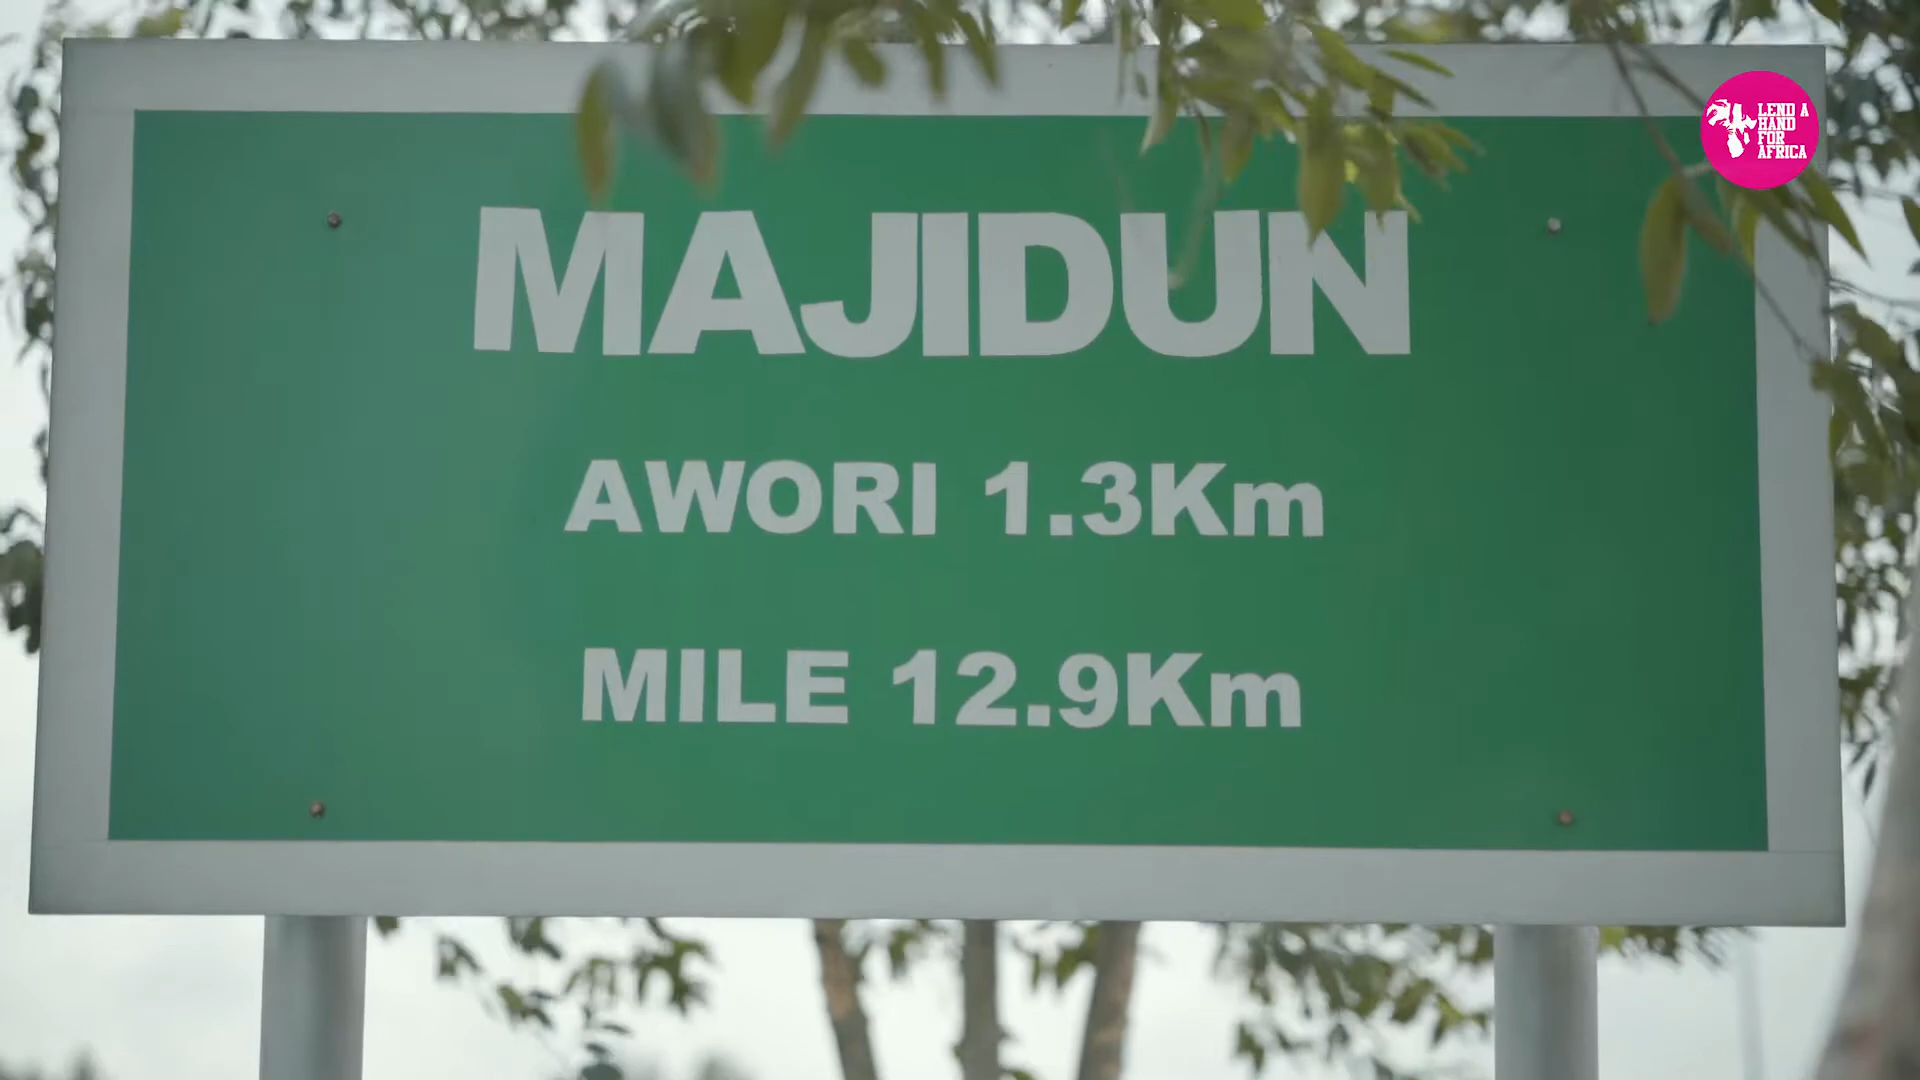 MAJIDUN
AWORI 1.3Km
MILE 12.9Km
LEND A
HAND
FOR
AFRICA